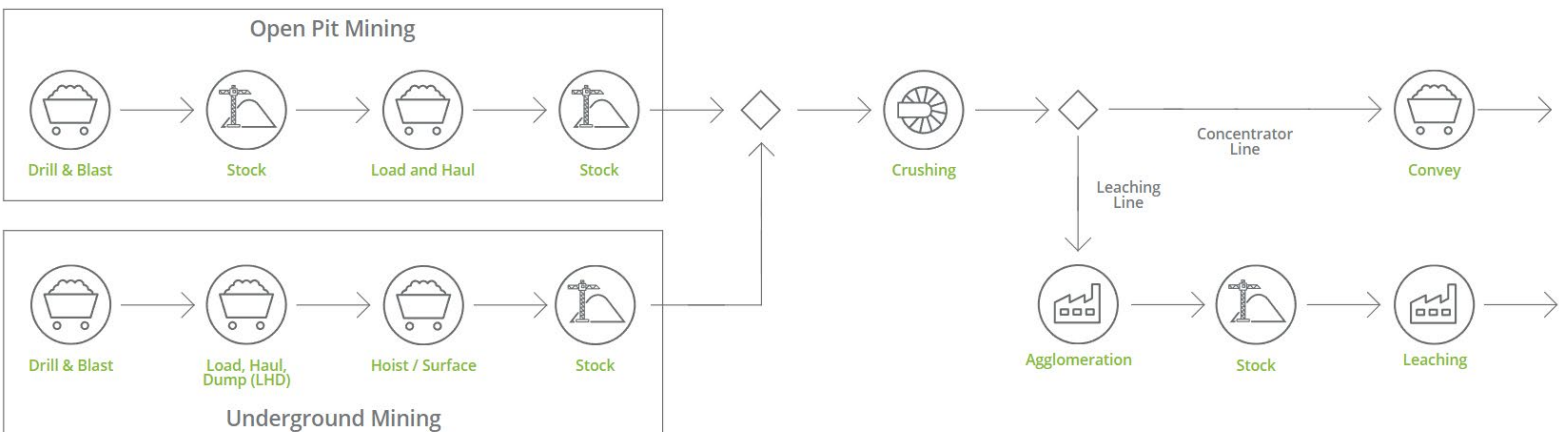 Open Pit Mining
Drill & Blast
Stock
Load and Haul
Stock
Crushing
Concentrator
Line
Convey
Leaching
Line
Drill & Blast
Load, Haul,
Dump (LHD)
Hoist / Surface
Stock
Agglomeration
Stock
Leaching
Underground Mining